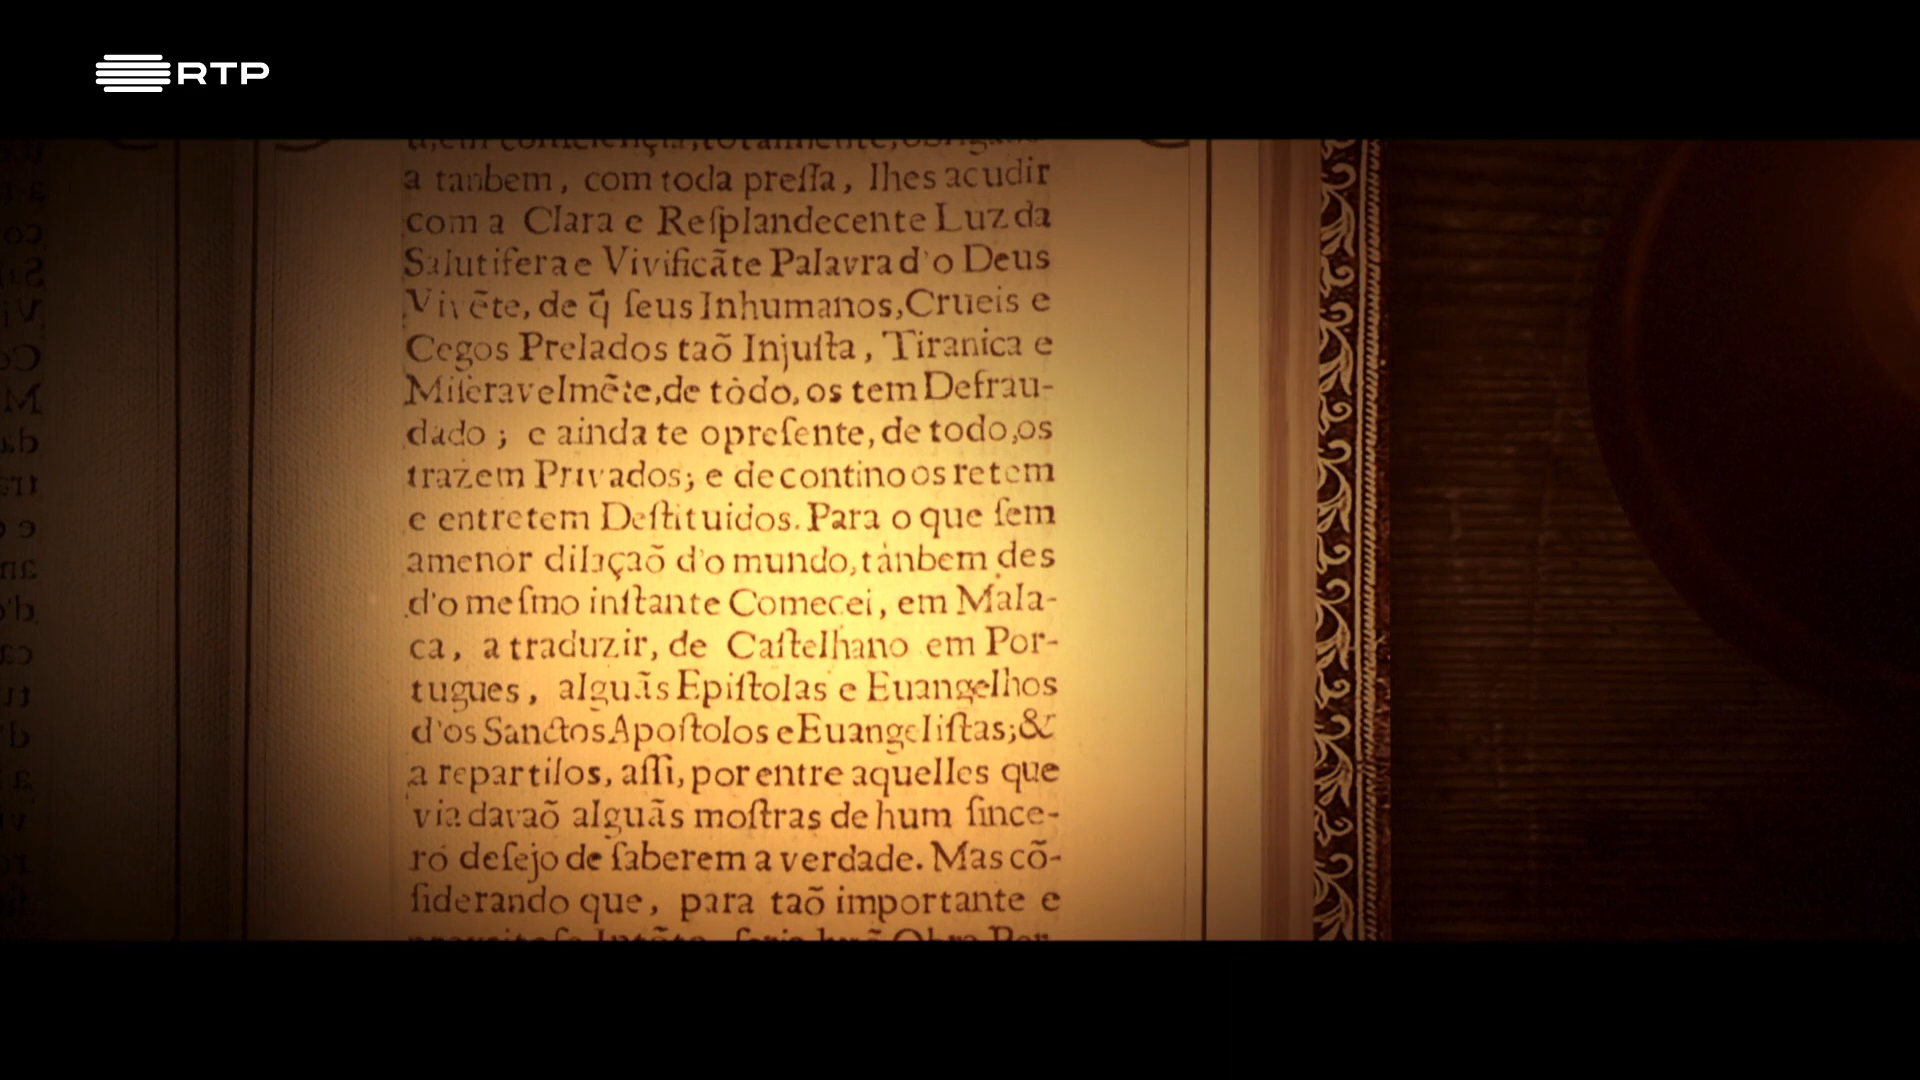 RTP
a tanbem, com toda preſſa, lhes acudir
com a Clara e Reſplandecente Luz da
Salutifera e Vivificãte Palavra d'o Deus
Vivẽte, de q̃ ſeus Inhumanos, Crueis e
Cegos Prelados taõ Injuſta, Tiranica e
Miſeravelmẽte, de tòdo, os tem Defrau-
dado; e ainda te opreſente, de todo, os
trazem Privados; e de contino os retem
e entretem Deſtituidos. Para o que ſem
amenor dilaçaõ d'o mundo, tànbem des
d'o meſmo inſtante Comecei, em Mala-
ca, a traduzir, de Caſtelhano em Por-
tugues, alguãs Epiſtolas e Euangelhos
d'os Sanctos Apoſtolos e Euangeliſtas; &
a repartilos, aſſi, por entre aquelles que
via davaõ alguãs moſtras de hum ſince-
ro deſejo de ſaberem a verdade. Mas cõ-
ſiderando que, para taõ importante e